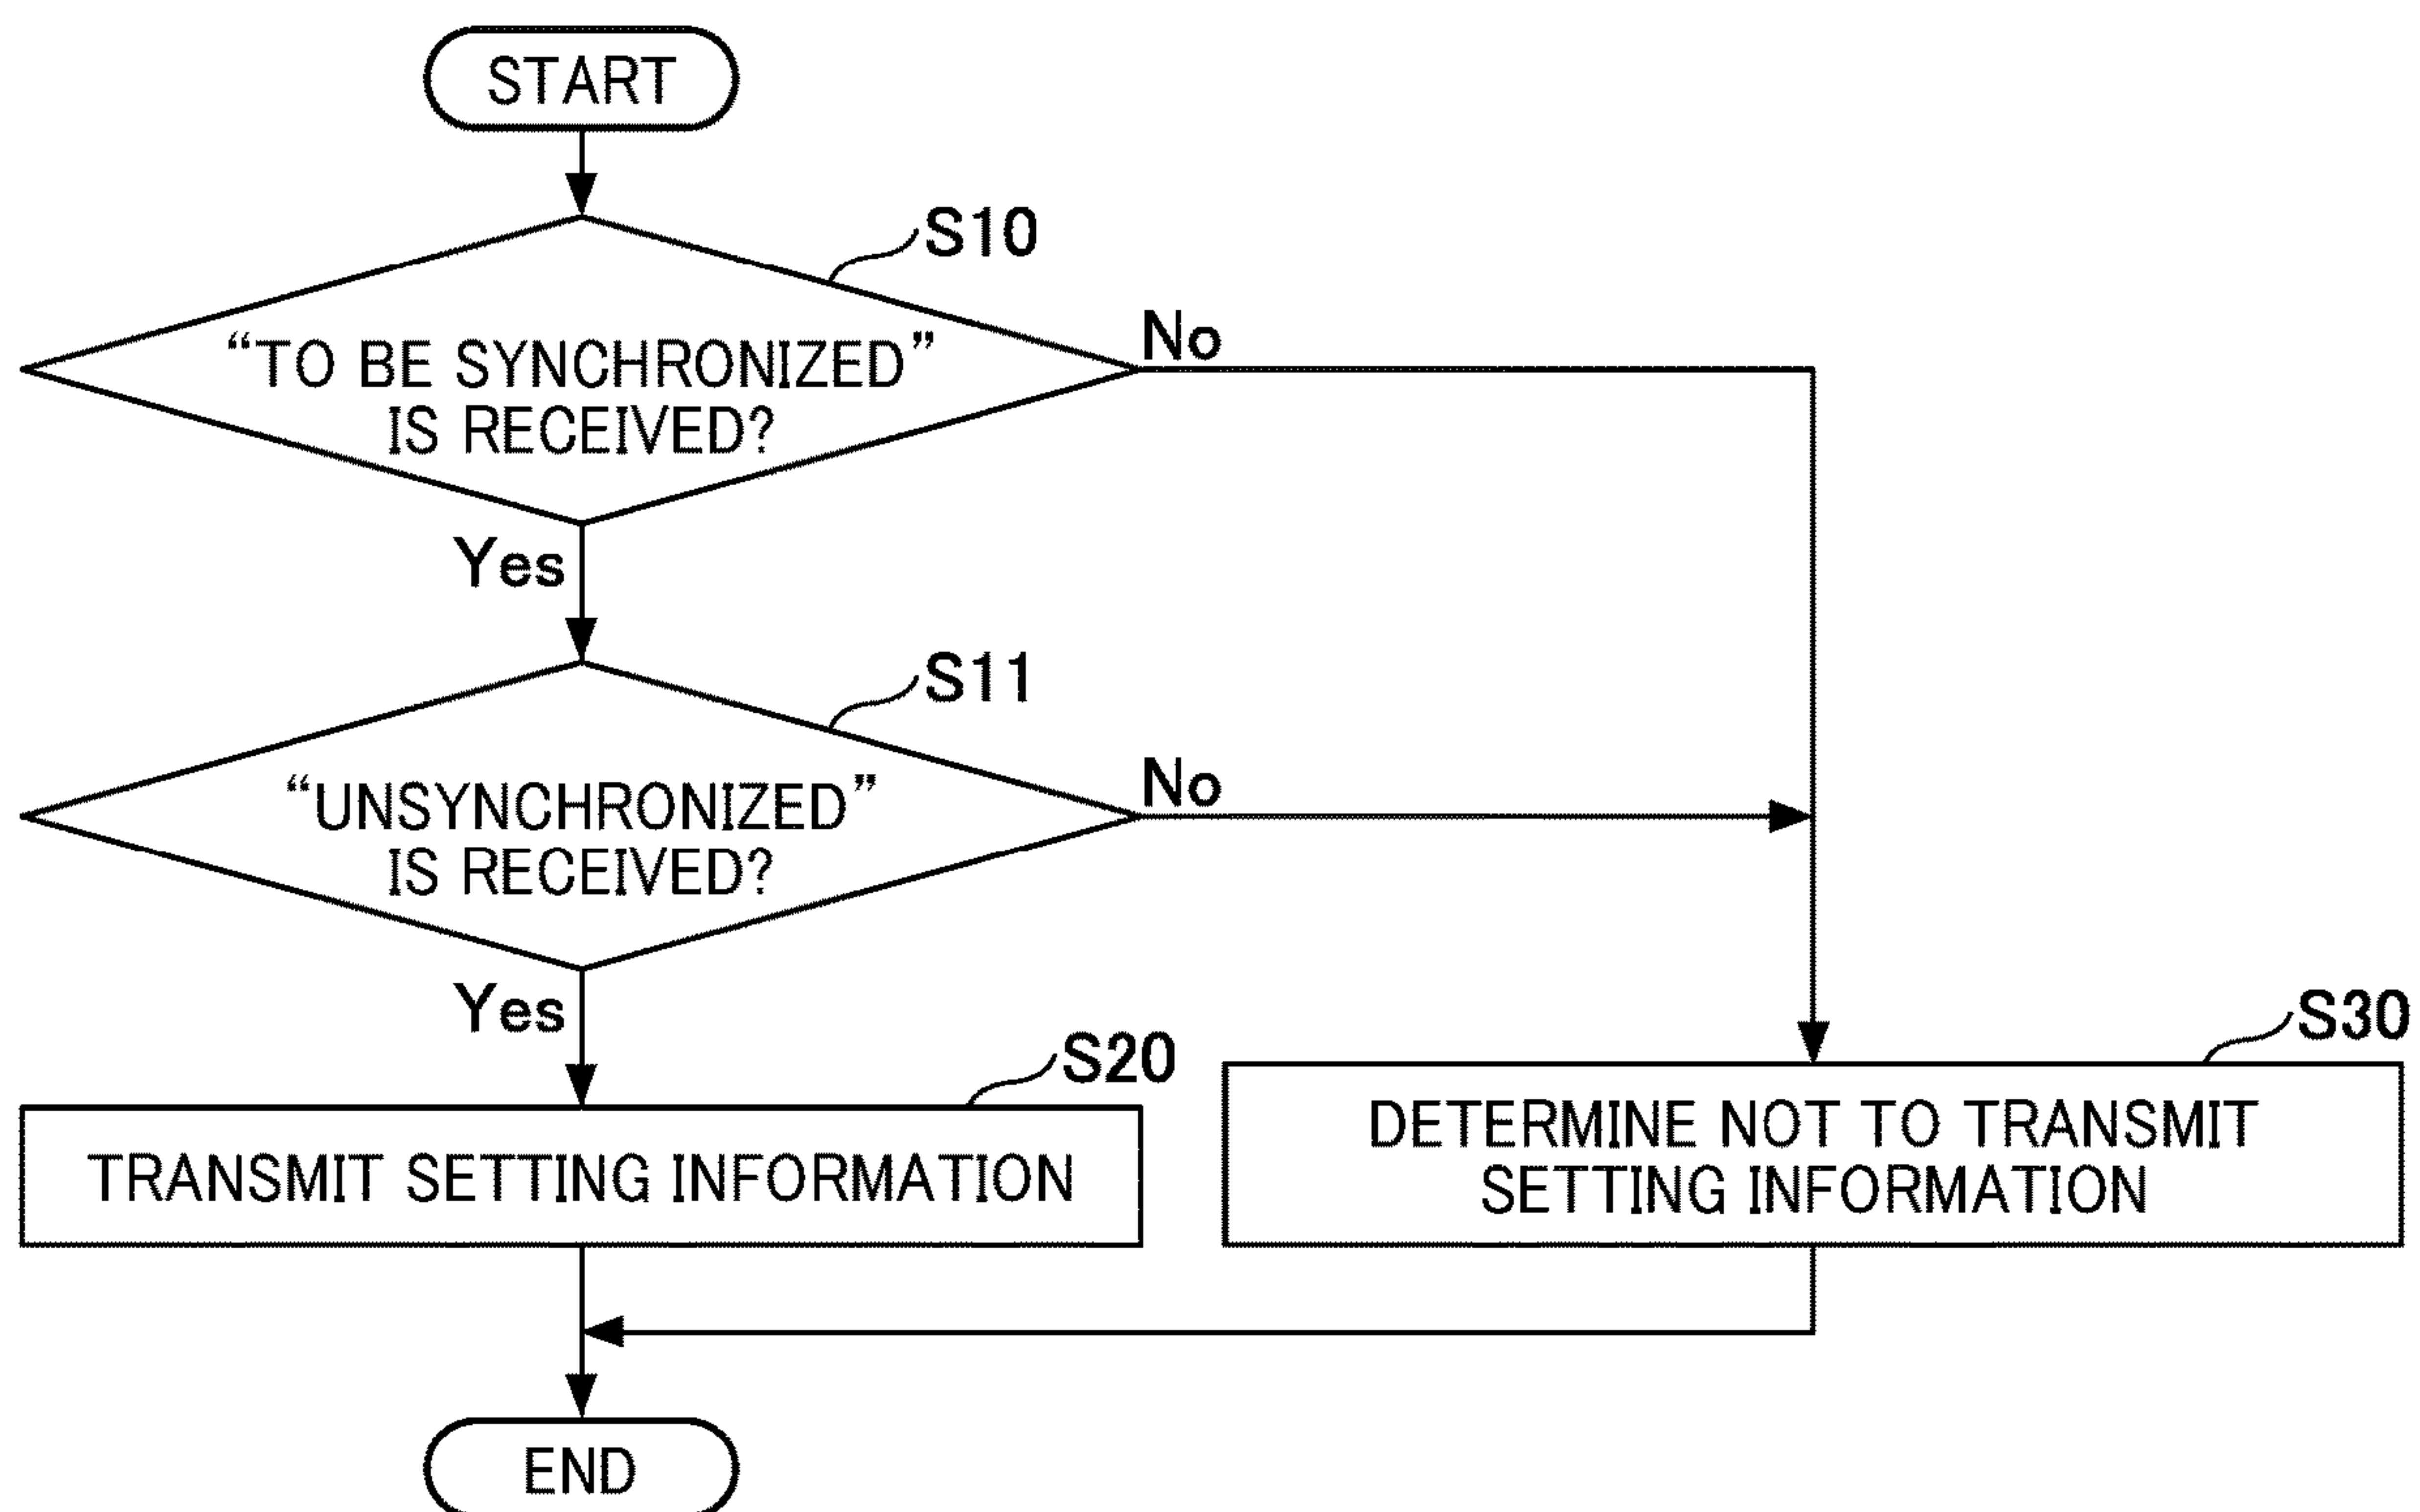 START
S10
“TO BE SYNCHRONIZED”
IS RECEIVED?
No
Yes
S11
“UNSYNCHRONIZED”
IS RECEIVED?
No
Yes
S20
TRANSMIT SETTING INFORMATION
S30
DETERMINE NOT TO TRANSMIT
SETTING INFORMATION
END